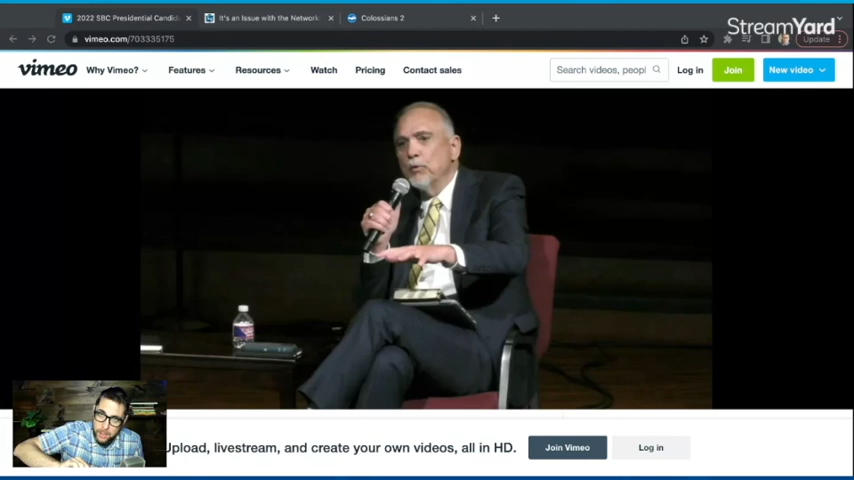 2022 SBC Presidential Candid
It's an Issue with the Network
Colossians 2
StreamYard
vimeo.com/703335175
Update
vimeo
Why Vimeo?
Features
Resources
Watch
Pricing
Contact sales
Search videos, peopl
Log in
Join
New video
Upload, livestream, and create your own videos, all in HD.
Join Vimeo
Log in